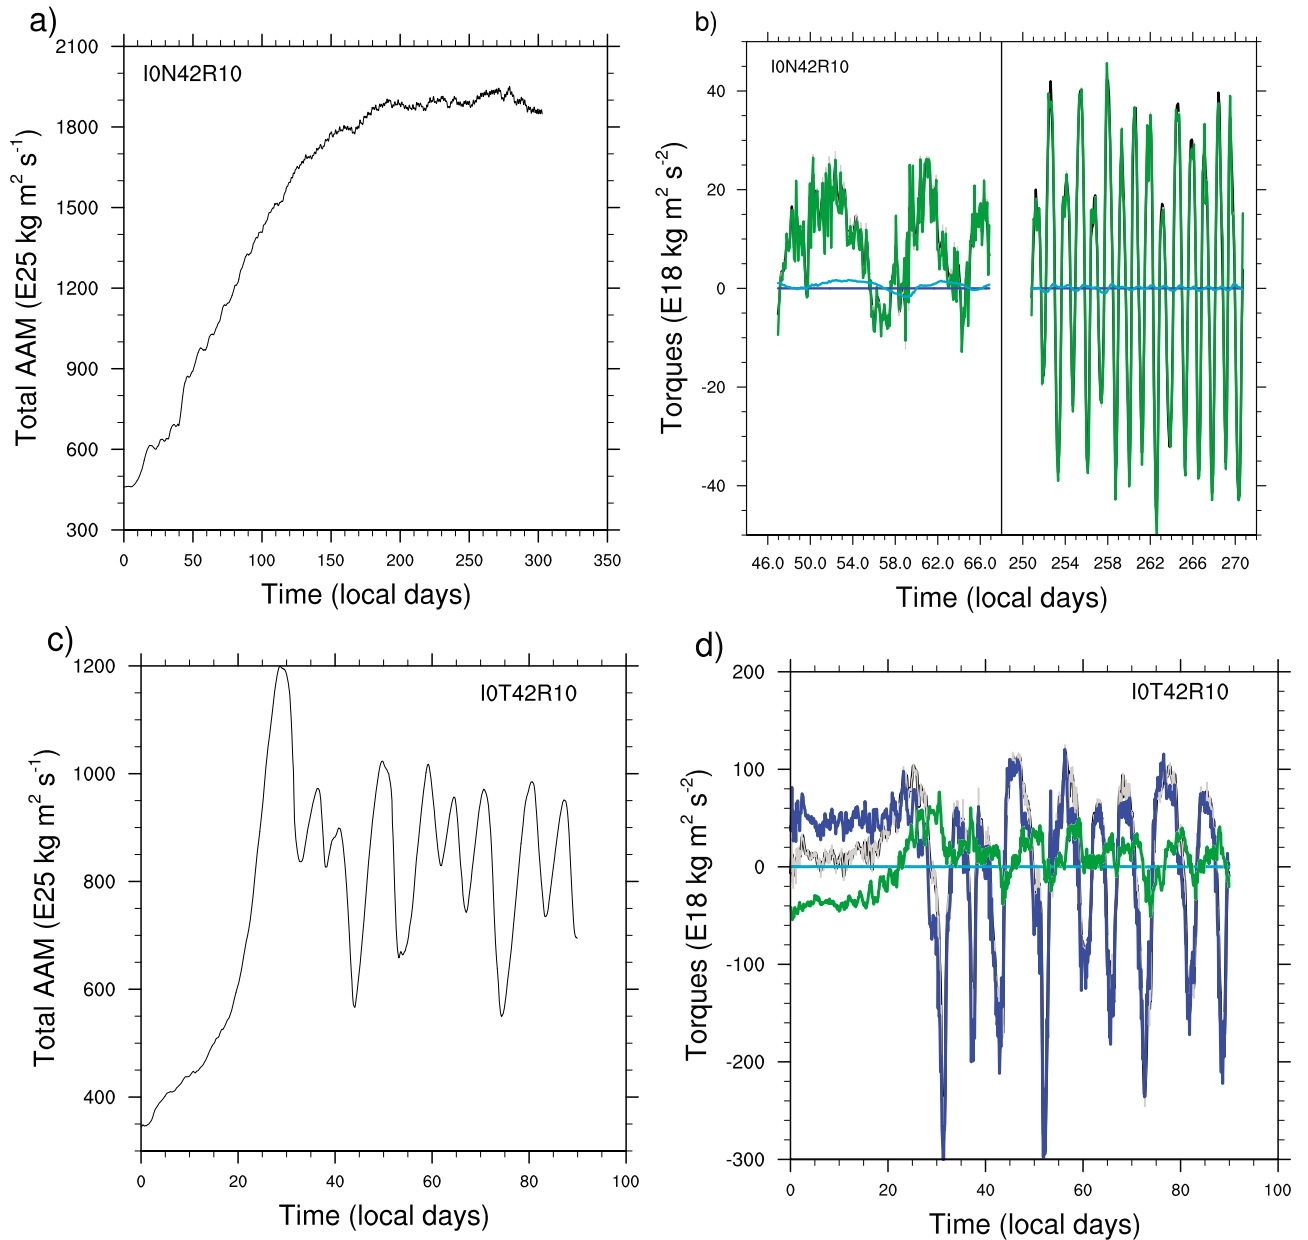 a)
I0N42R10
Total AAM (E25 kg m² s⁻¹)
2100
1800
1500
1200
900
600
300
0 50 100 150 200 250 300 350
Time (local days)
b)
I0N42R10
Torques (E18 kg m² s⁻²)
40
20
0
-20
-40
46.0 50.0 54.0 58.0 62.0 66.0 250 254 258 262 266 270
Time (local days)
c)
I0T42R10
Total AAM (E25 kg m² s⁻¹)
1200
1000
800
600
400
0 20 40 60 80 100
Time (local days)
d)
I0T42R10
Torques (E18 kg m² s⁻²)
200
100
0
-100
-200
-300
0 20 40 60 80 100
Time (local days)